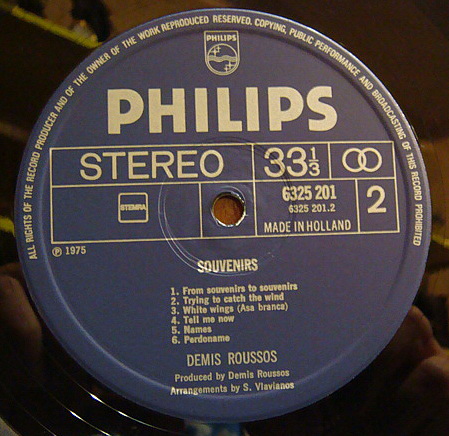 ALL RIGHTS OF THE RECORD PRODUCER AND OF THE OWNER OF THE WORK REPRODUCED RESERVED. COPYING, PUBLIC PERFORMANCE AND BROADCASTING OF THIS RECORD PROHIBITED
PHILIPS
PHILIPS
STEREO 33 1/3
STEMRA 6325 201 2
6325 201.2
MADE IN HOLLAND
℗ 1975
SOUVENIRS
1. From souvenirs to souvenirs
2. Trying to catch the wind
3. White wings (Asa branca)
4. Tell me now
5. Names
6. Perdoname
DEMIS ROUSSOS
Produced by Demis Roussos
Arrangements by S. Vlavianos